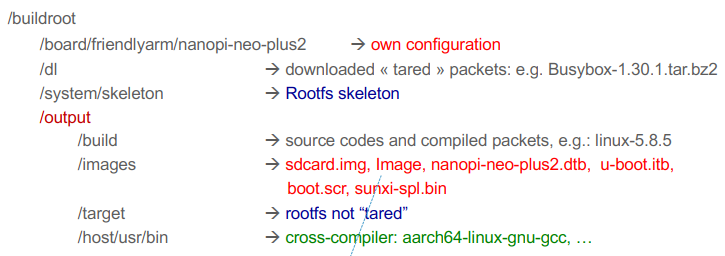 /buildroot
/board/friendlyarm/nanopi-neo-plus2 → own configuration
/dl → downloaded « tared » packets: e.g. Busybox-1.30.1.tar.bz2
/system/skeleton → Rootfs skeleton
/output
/build → source codes and compiled packets, e.g.: linux-5.8.5
/images → sdcard.img, Image, nanopi-neo-plus2.dtb, u-boot.itb,
boot.scr, sunxi-spl.bin
/target → rootfs not “tared”
/host/usr/bin → cross-compiler: aarch64-linux-gnu-gcc, …